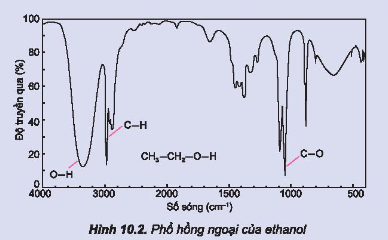 100
80
60
40
20
0
Độ truyền qua (%)
C–H
O–H
CH₃–CH₂–O–H
C–O
4000 3000 2000 1500 1000 500
Số sóng (cm⁻¹)
Hình 10.2. Phổ hồng ngoại của ethanol